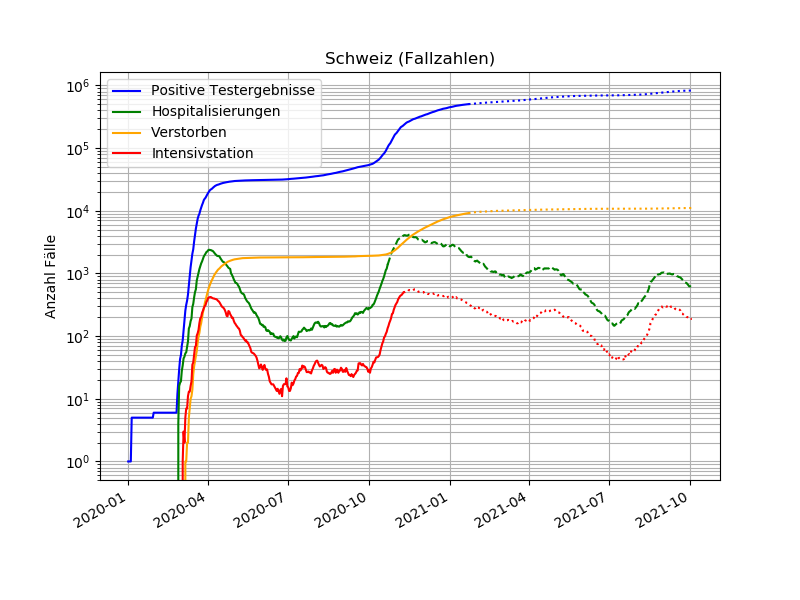 Schweiz (Fallzahlen)
Positive Testergebnisse
Hospitalisierungen
Verstorben
Intensivstation
Anzahl Fälle
10⁶
10⁵
10⁴
10³
10²
10¹
10⁰
2020-01
2020-04
2020-07
2020-10
2021-01
2021-04
2021-07
2021-10